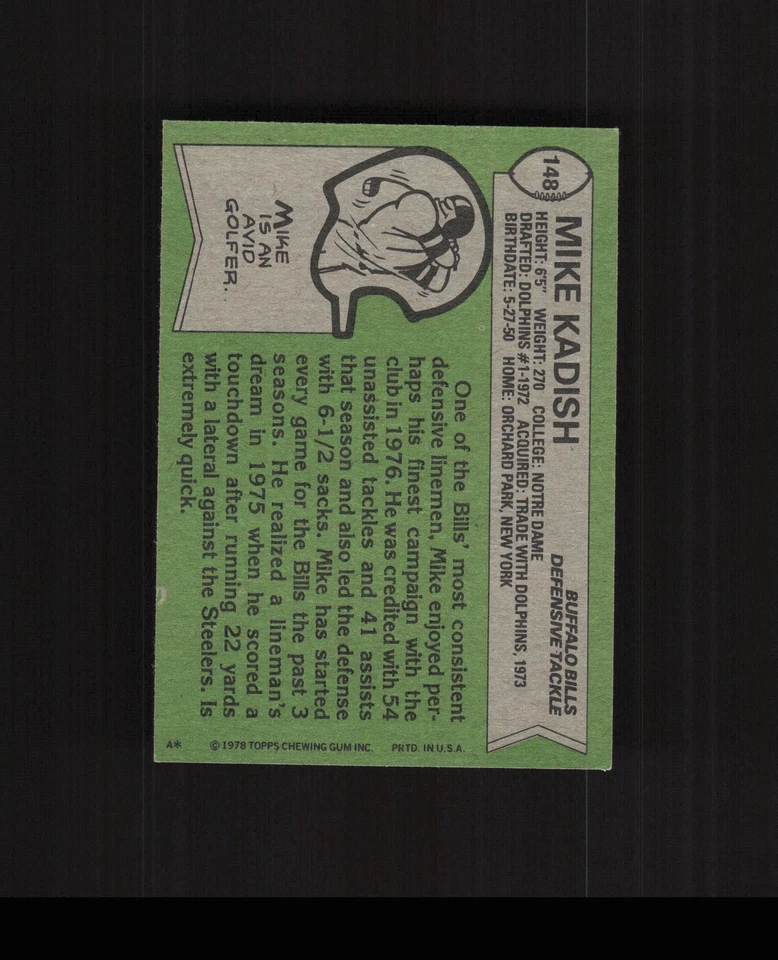 148
MIKE KADISH
BUFFALO BILLS
DEFENSIVE TACKLE
HEIGHT: 6'5" WEIGHT: 270 COLLEGE: NOTRE DAME
DRAFTED: DOLPHINS #1-1972 ACQUIRED: TRADE WITH DOLPHINS, 1973
BIRTHDATE: 5-27-50 HOME: ORCHARD PARK, NEW YORK
MIKE
IS AN
AVID
GOLFER..
One of the Bills' most consistent
defensive linemen, Mike enjoyed per-
haps his finest campaign with the
club in 1976. He was credited with 54
unassisted tackles and 41 assists
that season and also led the defense
with 6-1/2 sacks. Mike has started
every game for the Bills the past 3
seasons. He realized a lineman's
dream in 1975 when he scored a
touchdown after running 22 yards
with a lateral against the Steelers. Is
extremely quick.
A* © 1978 TOPPS CHEWING GUM INC. PRTD. IN U.S.A.